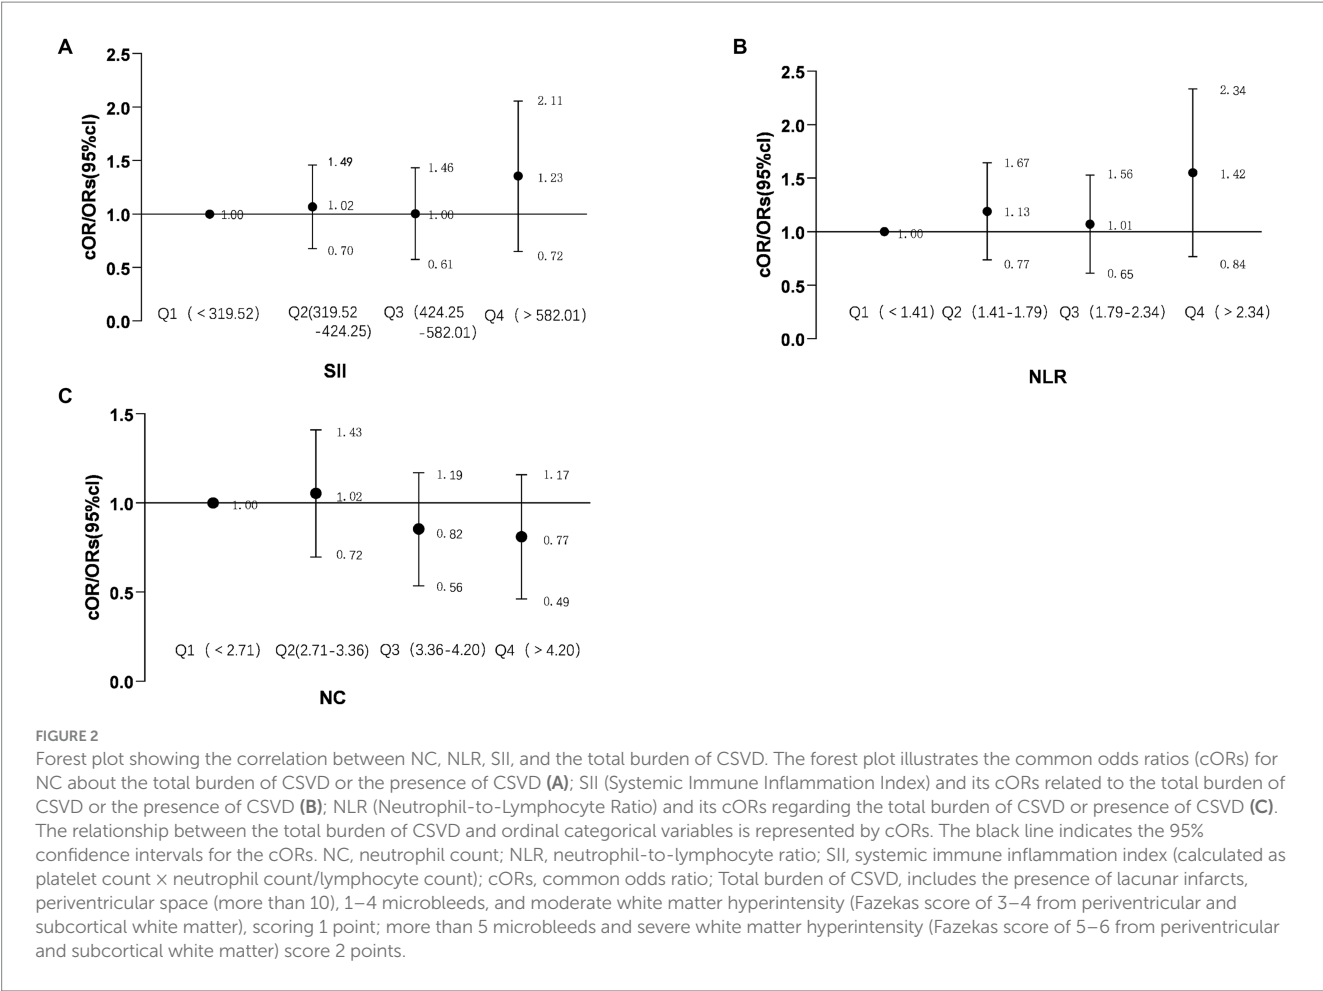 A
2.5
2.0
1.5
1.0
0.5
0.0
cOR/ORs(95%cI)
1.00
1.49
1.02
0.70
1.46
1.00
0.61
2.11
1.23
0.72
Q1 (<319.52) Q2(319.52 Q3 (424.25 Q4 (>582.01)
-424.25) -582.01)
SII
B
2.5
2.0
1.5
1.0
0.5
0.0
cOR/ORs(95%cI)
1.00
1.67
1.13
0.77
1.56
1.01
0.65
2.34
1.42
0.84
Q1 (<1.41) Q2 (1.41-1.79) Q3 (1.79-2.34) Q4 (>2.34)
NLR
C
1.5
1.0
0.5
0.0
cOR/ORs(95%cI)
1.00
1.43
1.02
0.72
1.19
0.82
0.56
1.17
0.77
0.49
Q1 (<2.71) Q2(2.71-3.36) Q3 (3.36-4.20) Q4 (>4.20)
NC
FIGURE 2
Forest plot showing the correlation between NC, NLR, SII, and the total burden of CSVD. The forest plot illustrates the common odds ratios (cORs) for
NC about the total burden of CSVD or the presence of CSVD (A); SII (Systemic Immune Inflammation Index) and its cORs related to the total burden of
CSVD or the presence of CSVD (B); NLR (Neutrophil-to-Lymphocyte Ratio) and its cORs regarding the total burden of CSVD or presence of CSVD (C).
The relationship between the total burden of CSVD and ordinal categorical variables is represented by cORs. The black line indicates the 95%
confidence intervals for the cORs. NC, neutrophil count; NLR, neutrophil-to-lymphocyte ratio; SII, systemic immune inflammation index (calculated as
platelet count × neutrophil count/lymphocyte count); cORs, common odds ratio; Total burden of CSVD, includes the presence of lacunar infarcts,
periventricular space (more than 10), 1–4 microbleeds, and moderate white matter hyperintensity (Fazekas score of 3–4 from periventricular and
subcortical white matter), scoring 1 point; more than 5 microbleeds and severe white matter hyperintensity (Fazekas score of 5–6 from periventricular
and subcortical white matter) score 2 points.